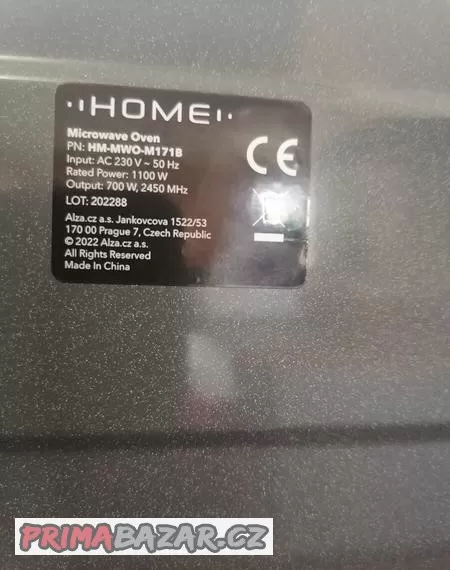 HOME
Microwave Oven
PN: HM-MWO-M171B
Input: AC 230 V ~ 50 Hz
Rated Power: 1100 W
Output: 700 W, 2450 MHz
LOT: 202288
Alza.cz a.s. Jankovcova 1522/53
170 00 Prague 7, Czech Republic
© 2022 Alza.cz a.s.
All Rights Reserved
Made In China
CE
PRIMABAZAR.CZ